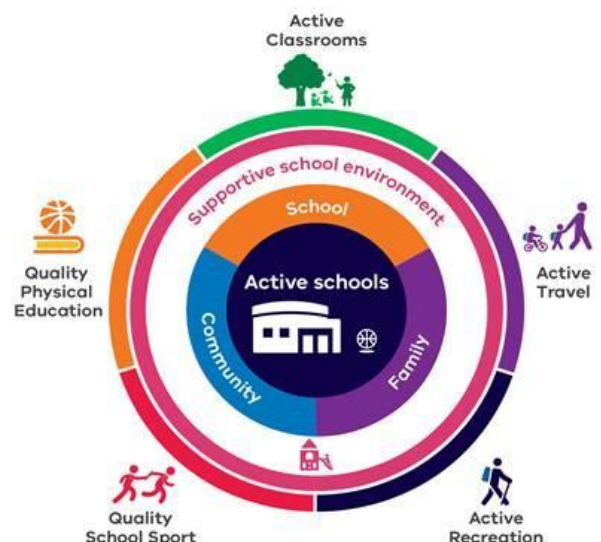 Active
Classrooms
Supportive school environment
School
Active schools
Community
Family
Quality
Physical
Education
Active
Travel
Quality
School Sport
Active
Recreation